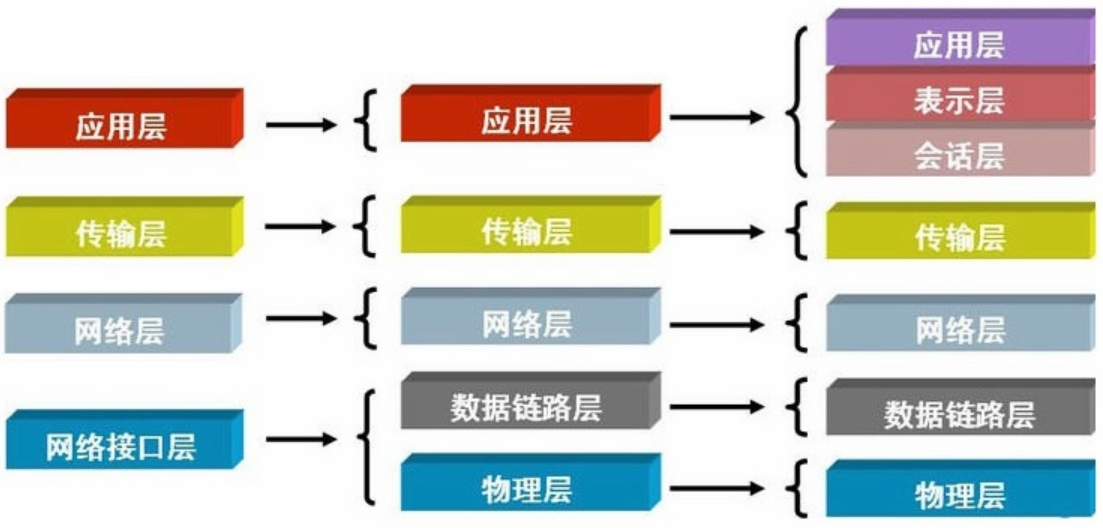 应用层
传输层
网络层
网络接口层
应用层
传输层
网络层
数据链路层
物理层
应用层
表示层
会话层
传输层
网络层
数据链路层
物理层